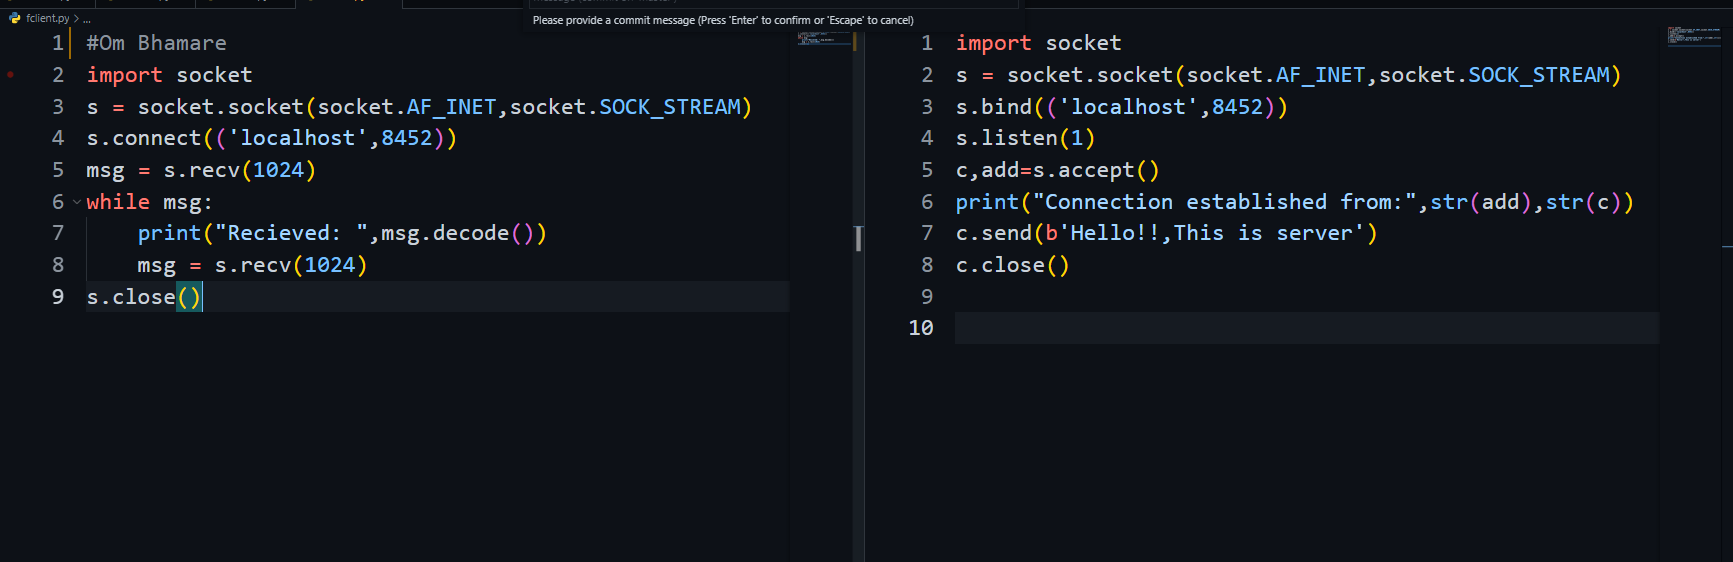 Please provide a commit message (Press 'Enter' to confirm or 'Escape' to cancel)
fclient.py > ...
1 #Om Bhamare
2 import socket
3 s = socket.socket(socket.AF_INET,socket.SOCK_STREAM)
4 s.connect(('localhost',8452))
5 msg = s.recv(1024)
6 while msg:
7     print("Recieved: ",msg.decode())
8     msg = s.recv(1024)
9 s.close()
1 import socket
2 s = socket.socket(socket.AF_INET,socket.SOCK_STREAM)
3 s.bind(('localhost',8452))
4 s.listen(1)
5 c,add=s.accept()
6 print("Connection established from:",str(add),str(c))
7 c.send(b'Hello!!,This is server')
8 c.close()
9
10